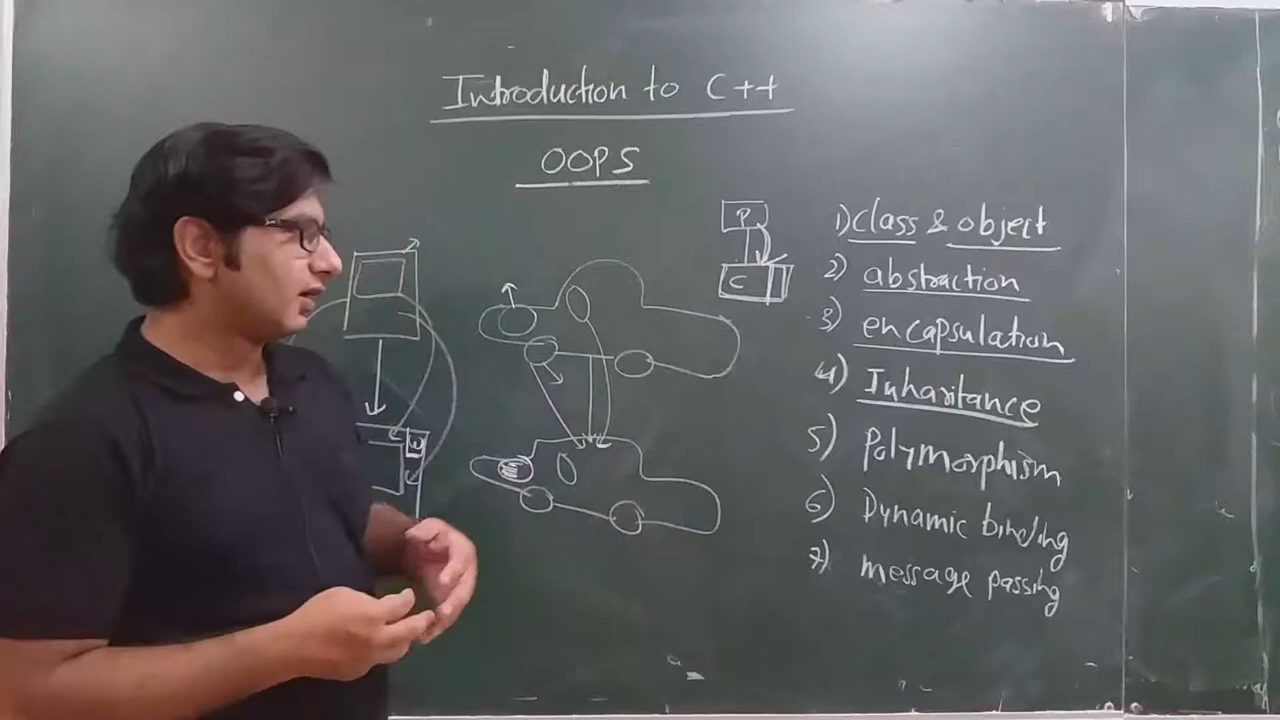 Introduction to C++
OOPS
P
C
1) Class & object
2) abstraction
3) encapsulation
4) Inharitance
5) Polymorphism
6) Dynamic binding
7) message passing
W